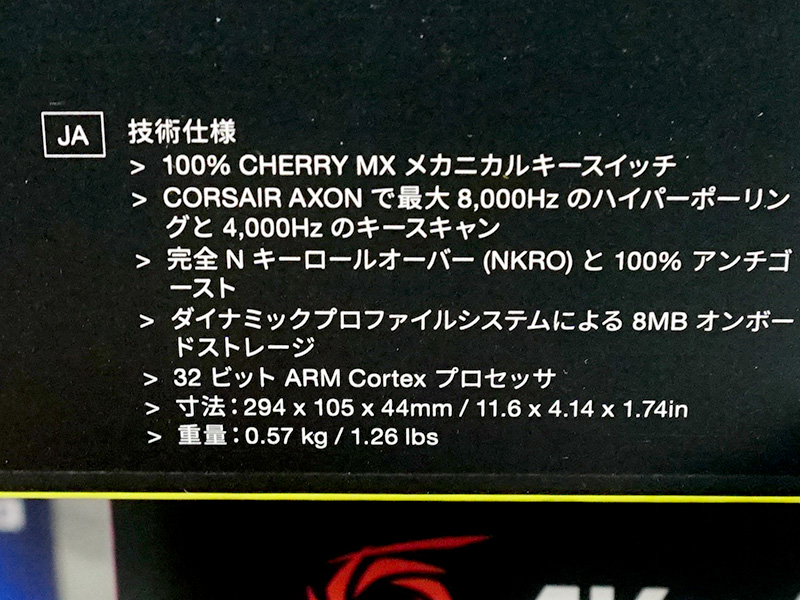 JA
技術仕様
> 100% CHERRY MX メカニカルキースイッチ
> CORSAIR AXON で最大 8,000Hz のハイパーポーリン
グと 4,000Hz のキースキャン
> 完全 N キーロールオーバー (NKRO) と 100% アンチゴ
ースト
> ダイナミックプロファイルシステムによる 8MB オンボー
ドストレージ
> 32 ビット ARM Cortex プロセッサ
> 寸法：294 x 105 x 44mm / 11.6 x 4.14 x 1.74in
> 重量：0.57 kg / 1.26 lbs